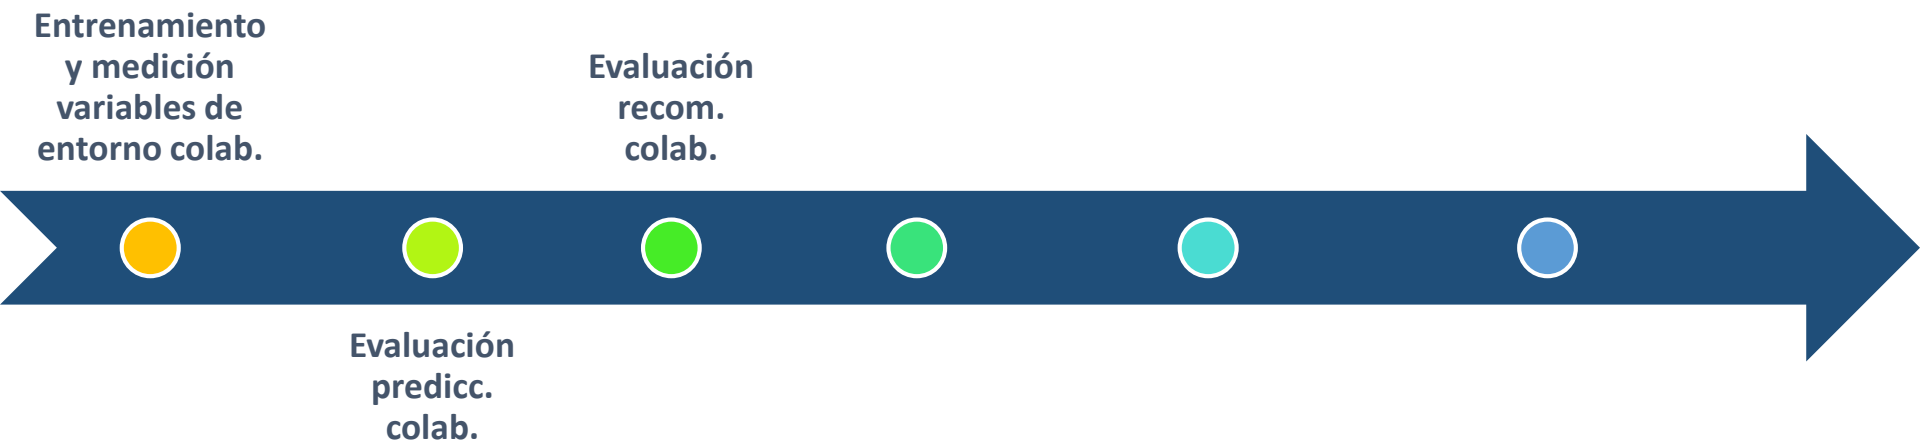 Entrenamiento
y medición
variables de
entorno colab.
Evaluación
predicc.
colab.
Evaluación
recom.
colab.